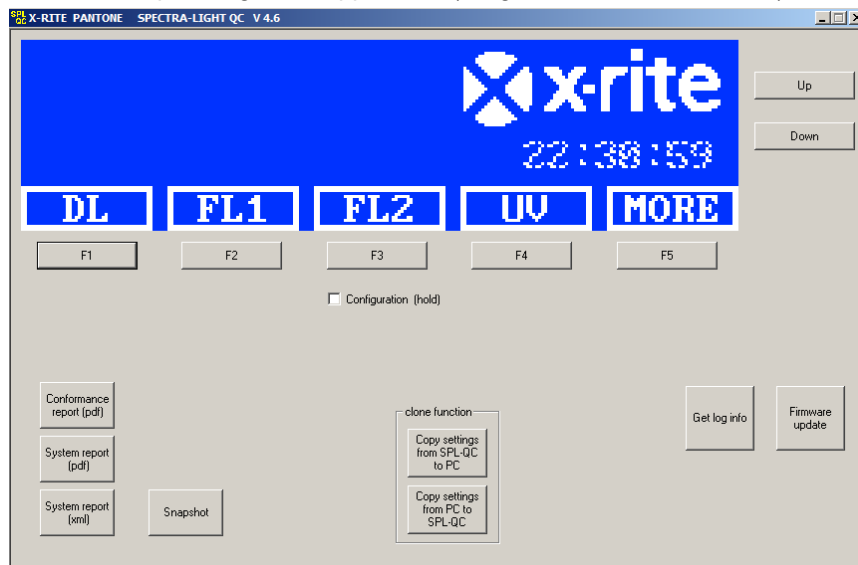 SPL QC X-RITE PANTONE SPECTRA-LIGHT QC V 4.6
x-rite
22:30:59
DL FL1 FL2 UV MORE
Up
Down
F1 F2 F3 F4 F5
Configuration (hold)
Conformance
report (pdf)
System report
(pdf)
System report
(xml)
Snapshot
clone function
Copy settings
from SPL-QC
to PC
Copy settings
from PC to
SPL-QC
Get log info
Firmware
update